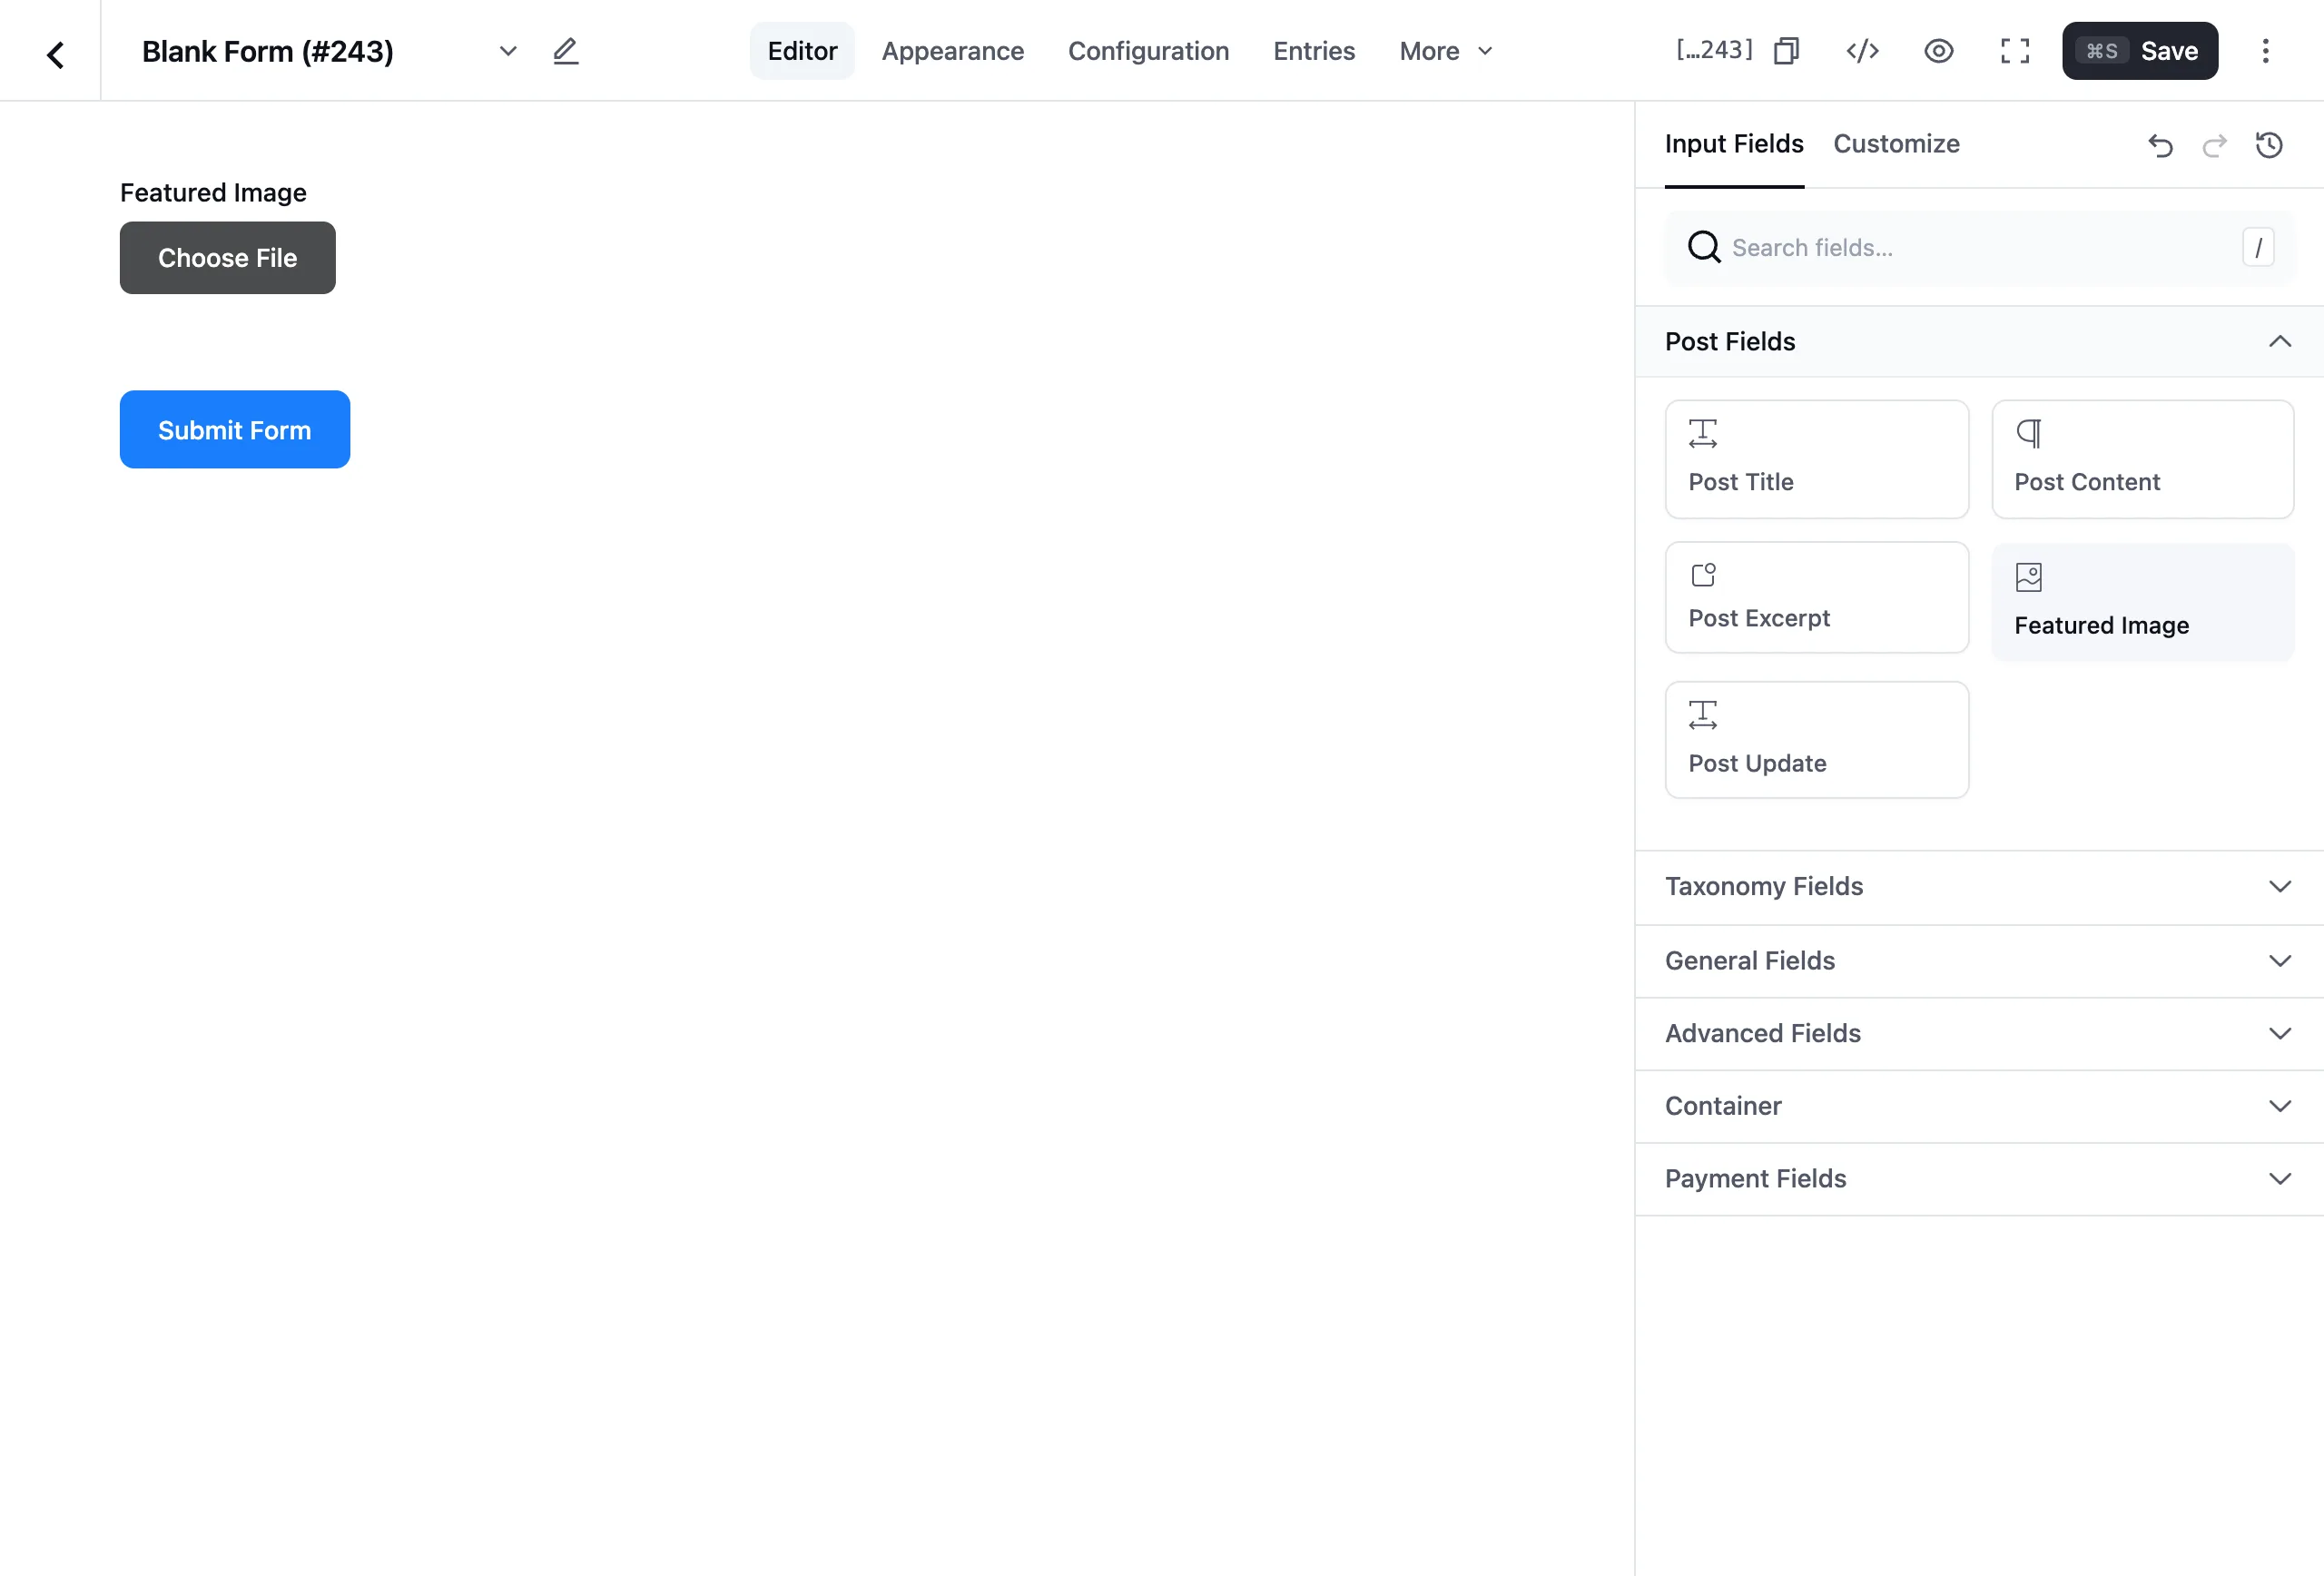 Blank Form (#243)
Editor
Appearance
Configuration
Entries
More
[…243]
⌘S Save
Featured Image
Choose File
Submit Form
Input Fields
Customize
Search fields...
/
Post Fields
Post Title
Post Content
Post Excerpt
Featured Image
Post Update
Taxonomy Fields
General Fields
Advanced Fields
Container
Payment Fields